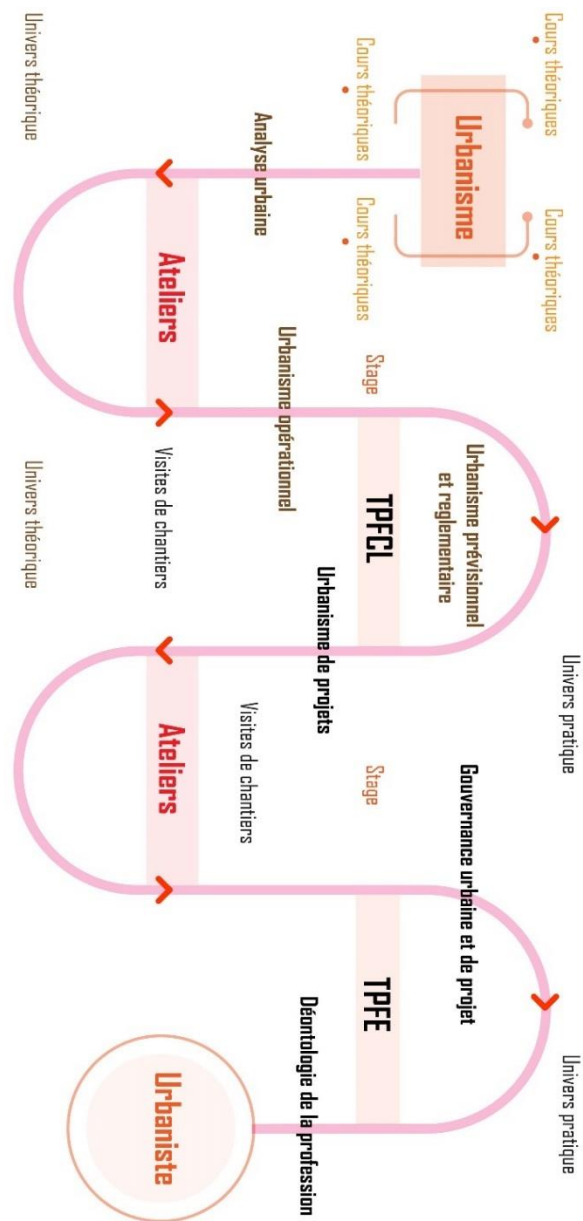 Univers pratique
Univers pratique
Cours théoriques
Cours théoriques
Urbanisme
Urbanisme prévisionnel
et reglementaire
Gouvernance urbaine et de projet
Cours théoriques
Cours théoriques
Stage
TPFCL
Stage
TPFE
Urbanisme de projets
Déontologie de la profession
Analyse urbaine
Urbanisme opérationnel
Visites de chantiers
Ateliers
Visites de chantiers
Ateliers
Urbaniste
Univers théorique
Univers théorique